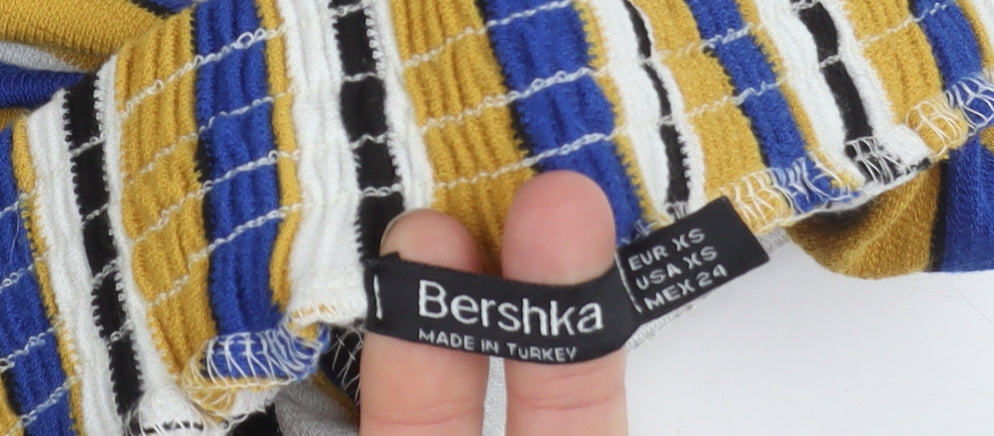 Bershka
MADE IN TURKEY
EUR XS
USA XS
MEX 24